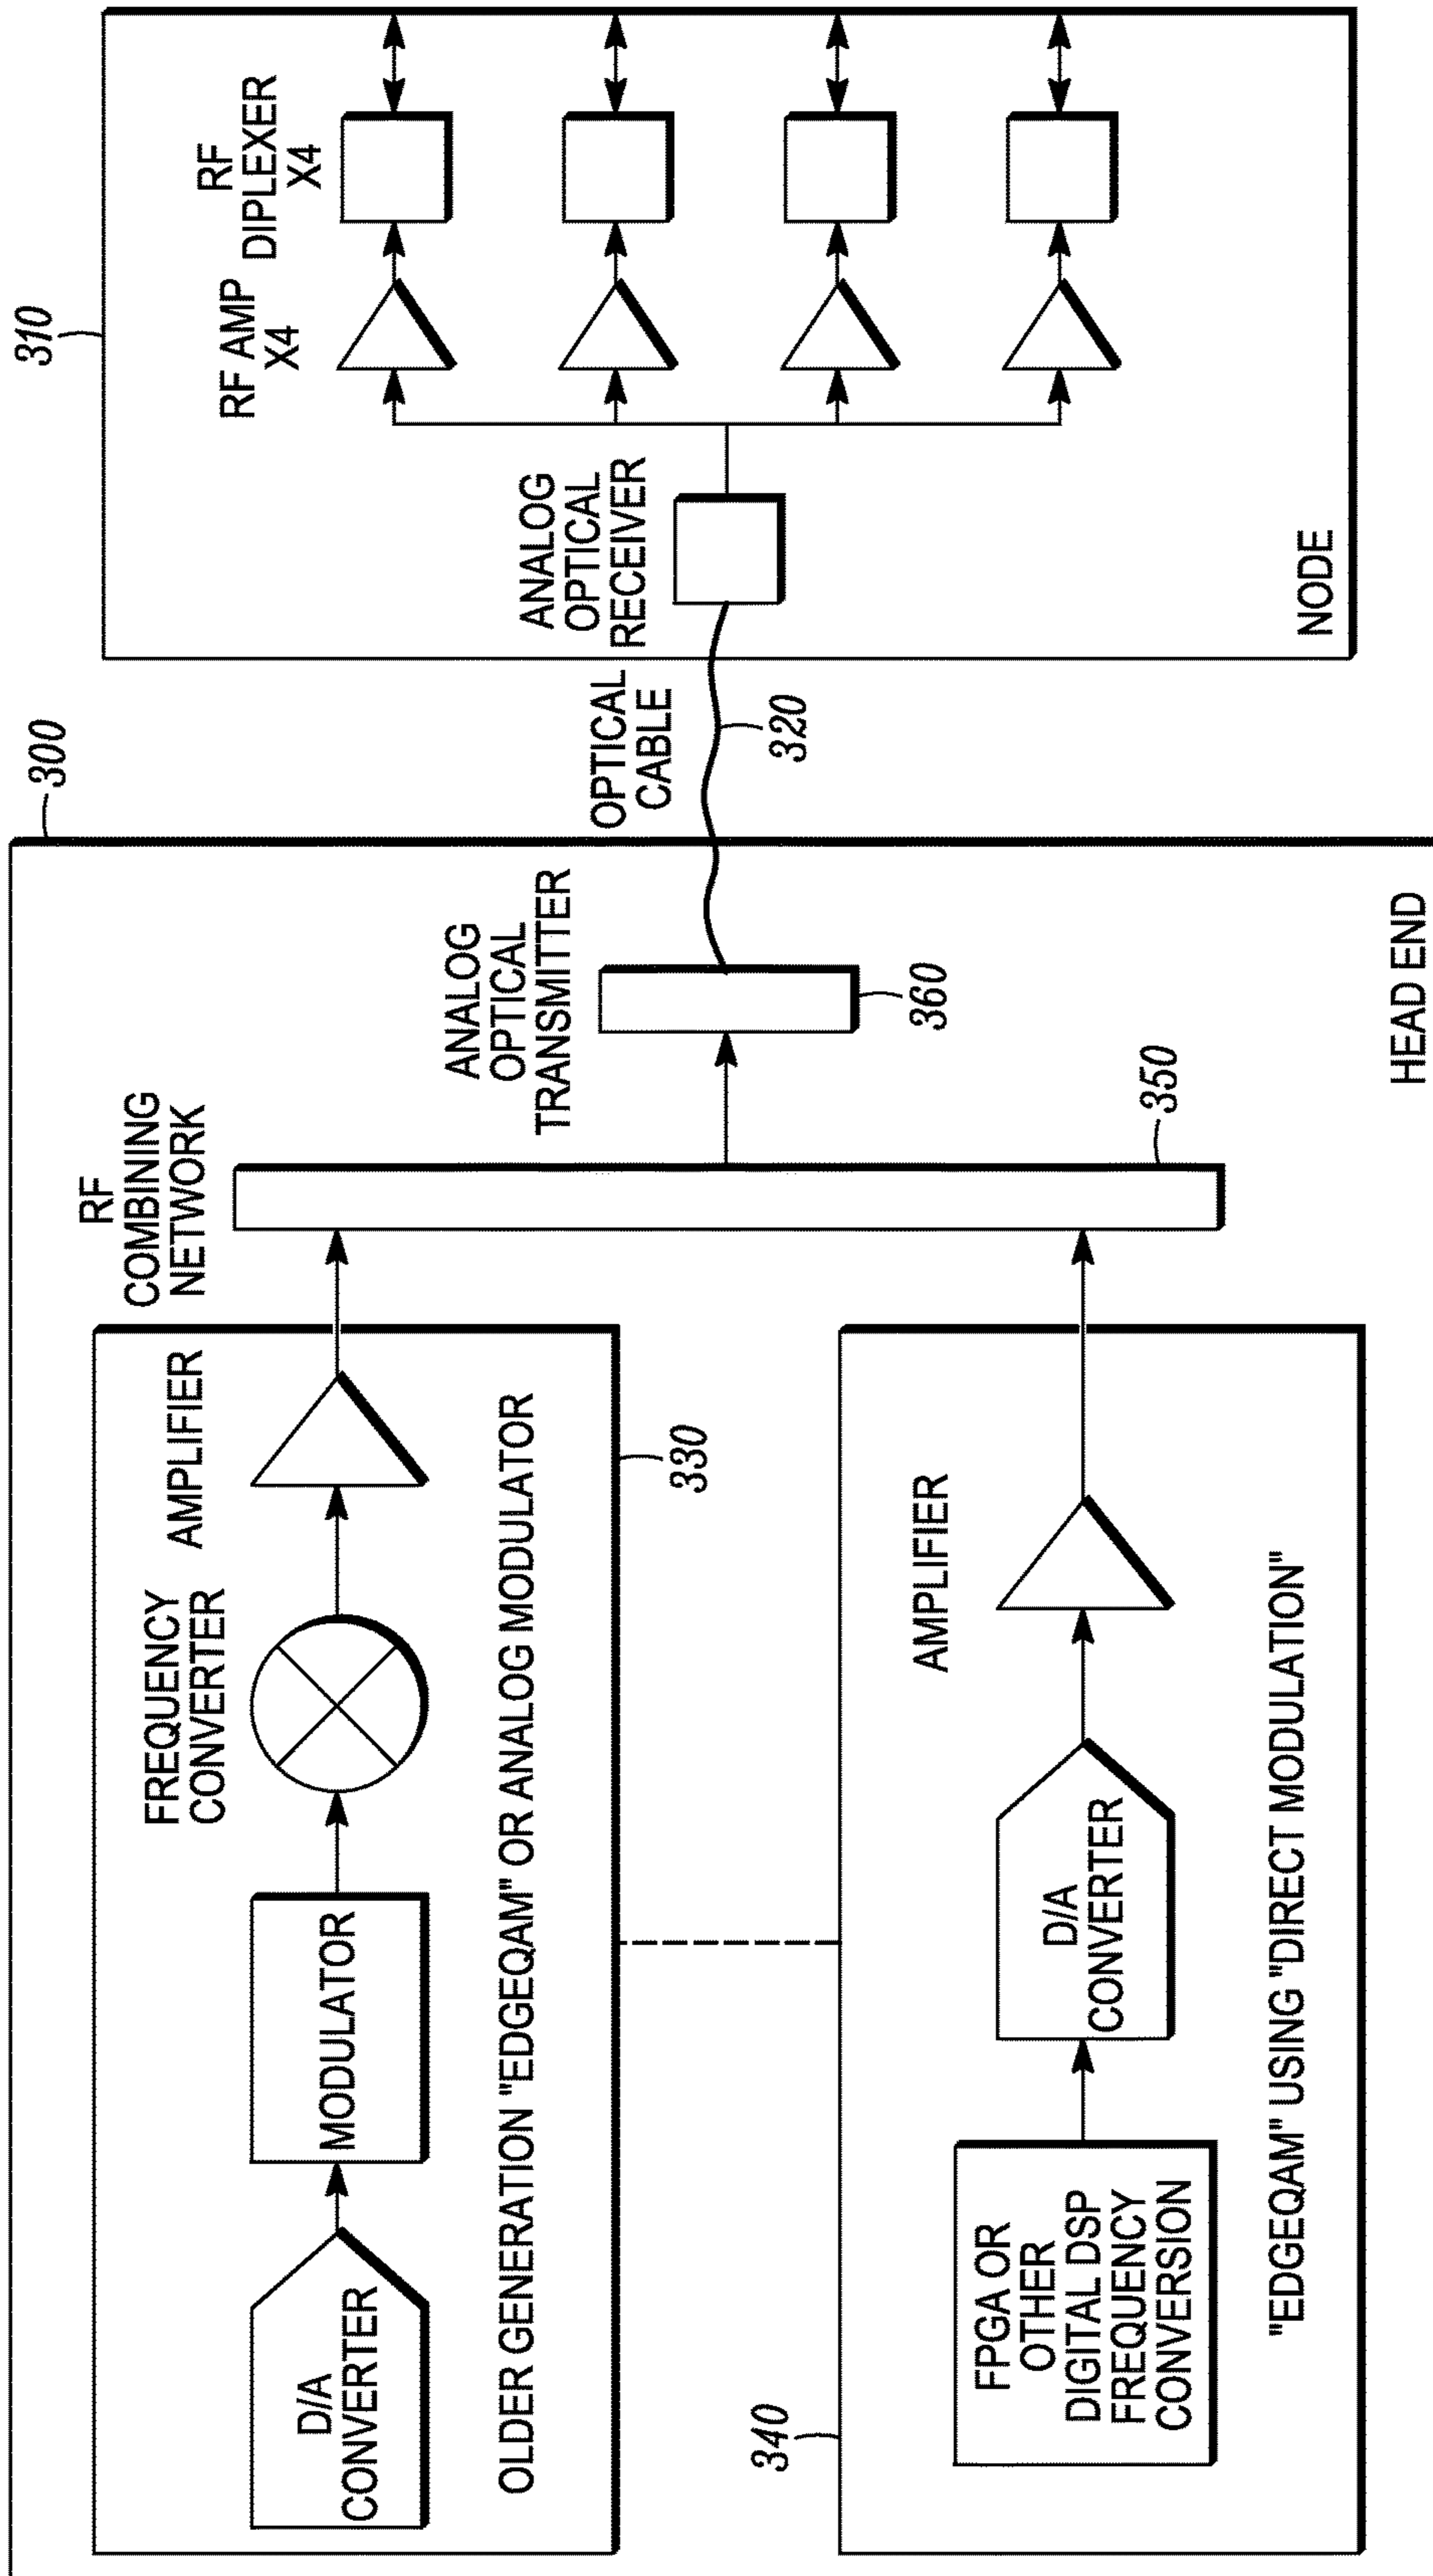 300
310
RF
COMBINING
NETWORK
ANALOG
OPTICAL
TRANSMITTER
OPTICAL
CABLE
ANALOG
OPTICAL
RECEIVER
RF AMP
X4
RF
DIPLEXER
X4
FREQUENCY
CONVERTER
AMPLIFIER
D/A
CONVERTER
MODULATOR
OLDER GENERATION "EDGEQAM" OR ANALOG MODULATOR
330
320
360
350
340
AMPLIFIER
FPGA OR
OTHER
DIGITAL DSP
FREQUENCY
CONVERSION
D/A
CONVERTER
"EDGEQAM" USING "DIRECT MODULATION"
HEAD END
NODE